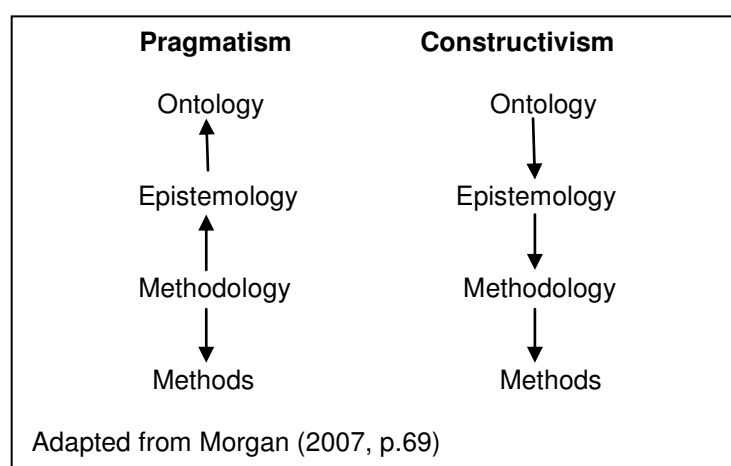 Pragmatism Constructivism
Ontology Ontology
Epistemology Epistemology
Methodology Methodology
Methods Methods
Adapted from Morgan (2007, p.69)